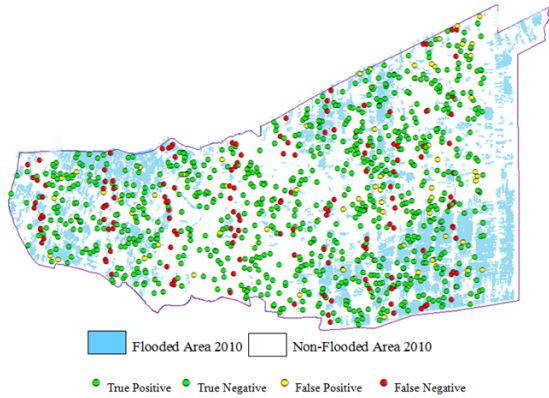 Flooded Area 2010 Non-Flooded Area 2010
True Positive True Negative False Positive False Negative